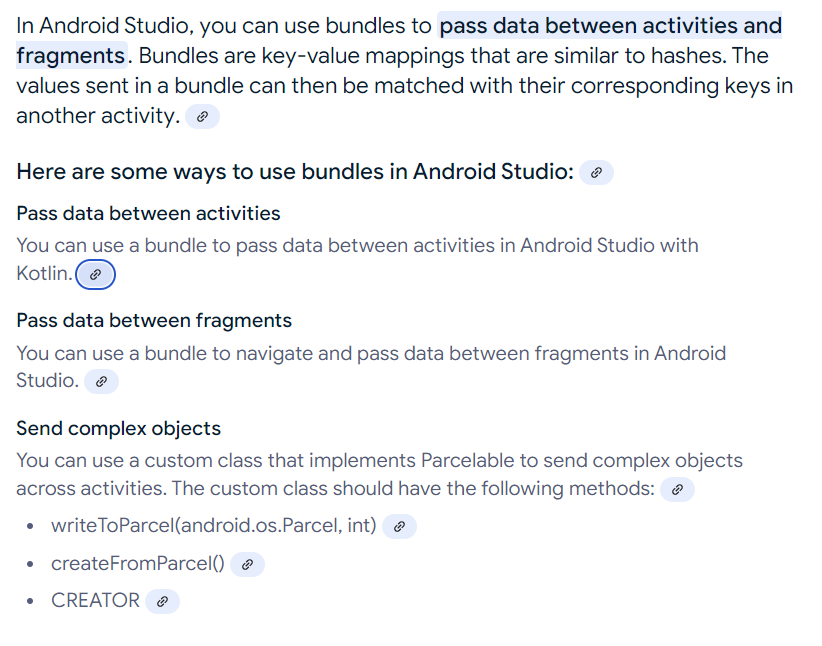 In Android Studio, you can use bundles to pass data between activities and
fragments. Bundles are key-value mappings that are similar to hashes. The
values sent in a bundle can then be matched with their corresponding keys in
another activity.
Here are some ways to use bundles in Android Studio:
Pass data between activities
You can use a bundle to pass data between activities in Android Studio with
Kotlin.
Pass data between fragments
You can use a bundle to navigate and pass data between fragments in Android
Studio.
Send complex objects
You can use a custom class that implements Parcelable to send complex objects
across activities. The custom class should have the following methods:
• writeToParcel(android.os.Parcel, int)
• createFromParcel()
• CREATOR